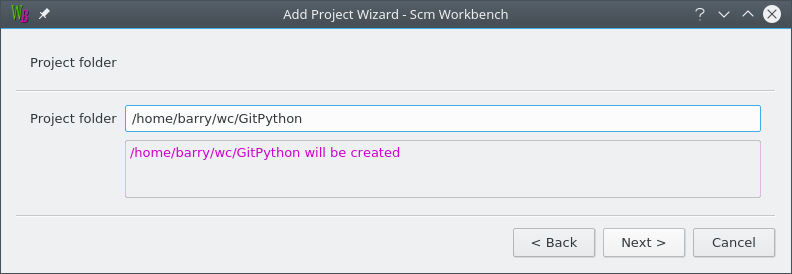 WB
Add Project Wizard - Scm Workbench
?
Project folder
Project folder /home/barry/wc/GitPython
/home/barry/wc/GitPython will be created
< Back Next > Cancel